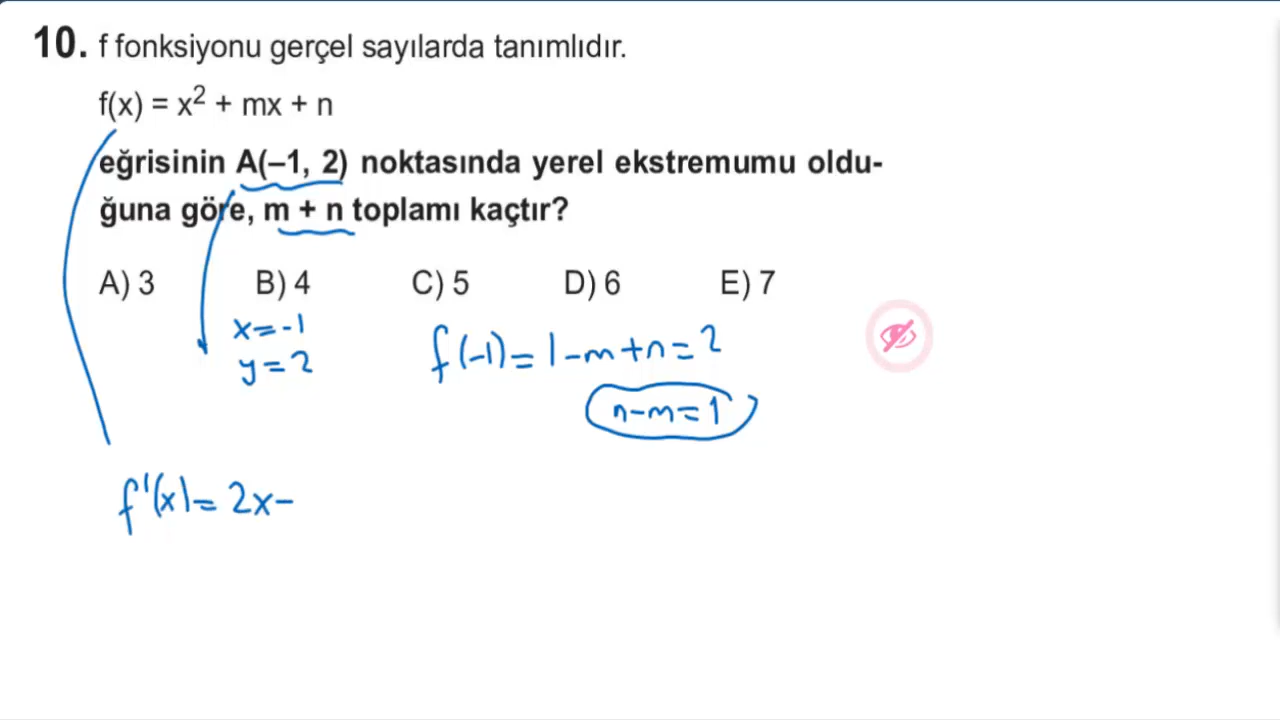 10. f fonksiyonu gerçel sayılarda tanımlıdır.
f(x) = x² + mx + n
eğrisinin A(–1, 2) noktasında yerel ekstremumu oldu-
ğuna göre, m + n toplamı kaçtır?
A) 3 B) 4 C) 5 D) 6 E) 7
x=-1
y=2
f(-1)=1-m+n=2
n-m=1
f'(x)=2x-